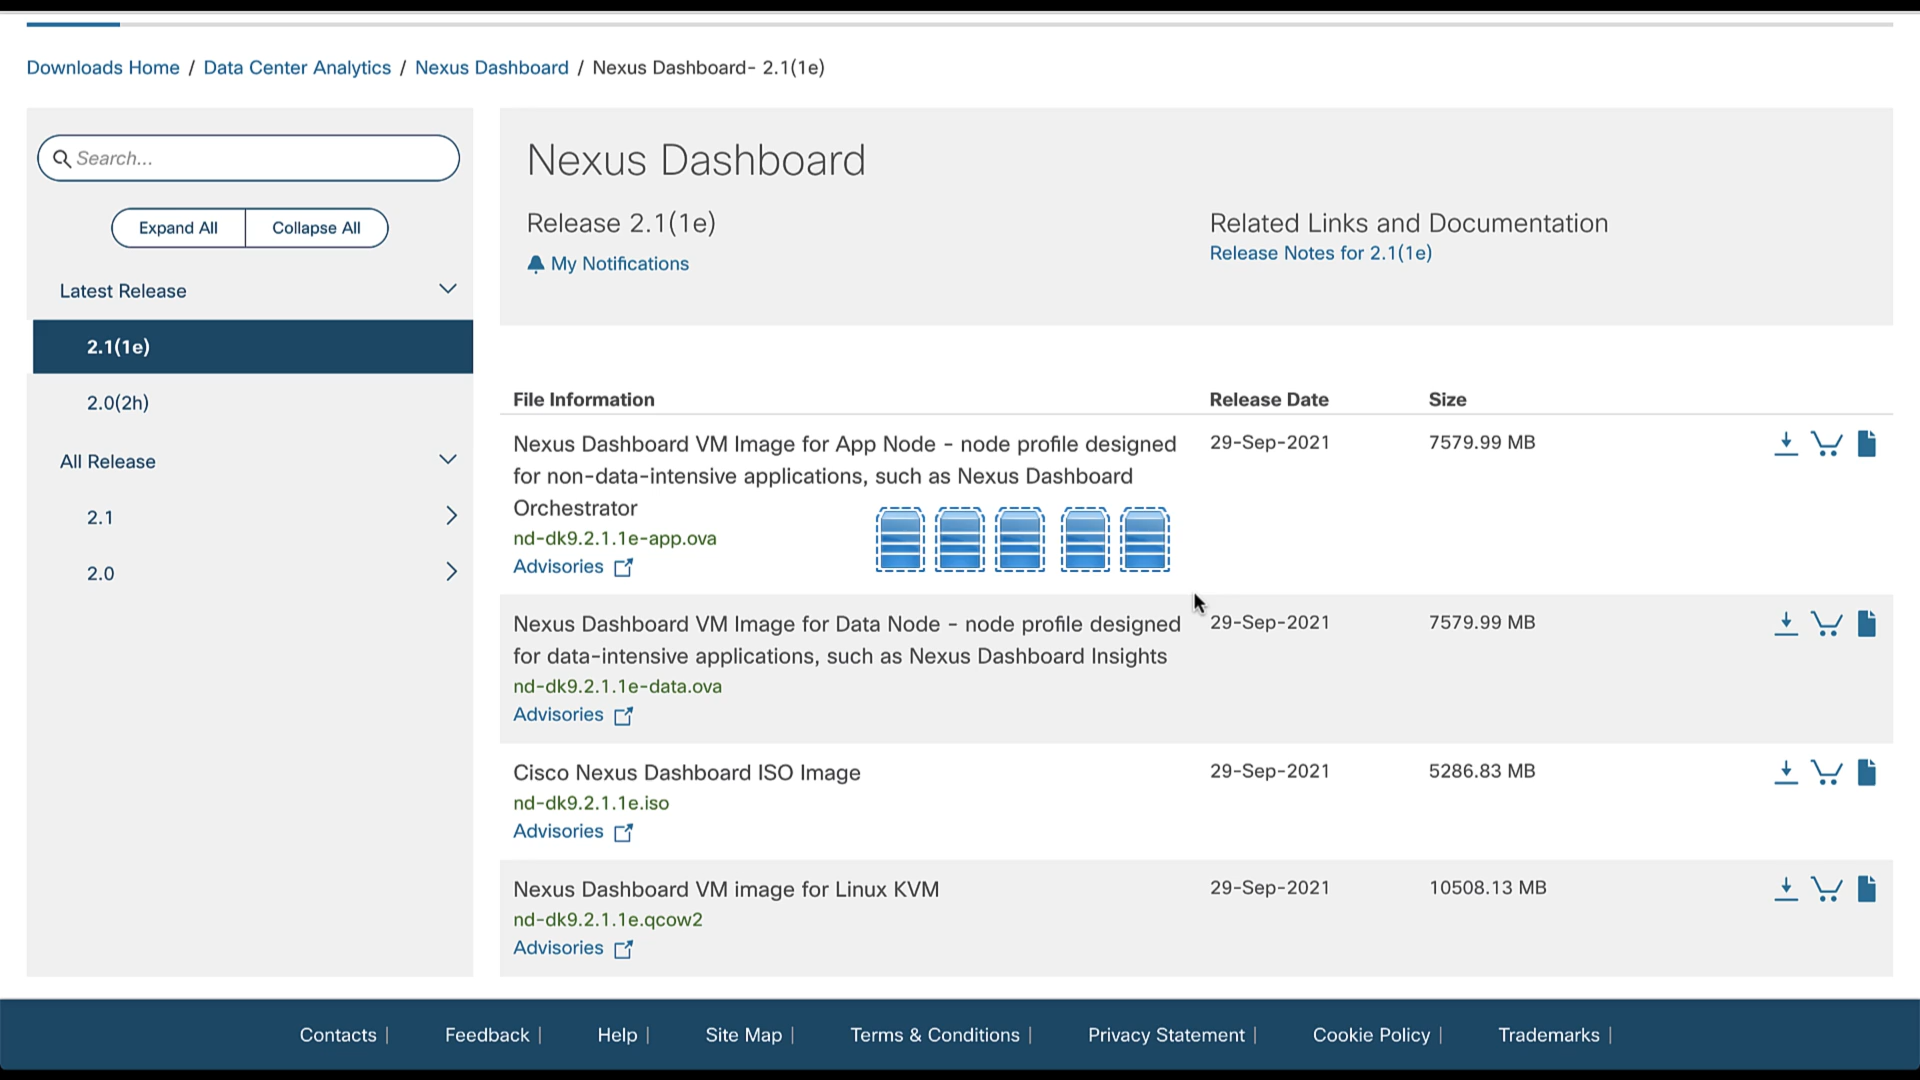 Downloads Home / Data Center Analytics / Nexus Dashboard / Nexus Dashboard- 2.1(1e)
Search...
Expand All
Collapse All
Latest Release
2.1(1e)
2.0(2h)
All Release
2.1
2.0
Nexus Dashboard
Release 2.1(1e)
My Notifications
Related Links and Documentation
Release Notes for 2.1(1e)
File Information Release Date Size
Nexus Dashboard VM Image for App Node - node profile designed 29-Sep-2021 7579.99 MB
for non-data-intensive applications, such as Nexus Dashboard
Orchestrator
nd-dk9.2.1.1e-app.ova
Advisories
Nexus Dashboard VM Image for Data Node - node profile designed 29-Sep-2021 7579.99 MB
for data-intensive applications, such as Nexus Dashboard Insights
nd-dk9.2.1.1e-data.ova
Advisories
Cisco Nexus Dashboard ISO Image 29-Sep-2021 5286.83 MB
nd-dk9.2.1.1e.iso
Advisories
Nexus Dashboard VM image for Linux KVM 29-Sep-2021 10508.13 MB
nd-dk9.2.1.1e.qcow2
Advisories
Contacts | Feedback | Help | Site Map | Terms & Conditions | Privacy Statement | Cookie Policy | Trademarks |